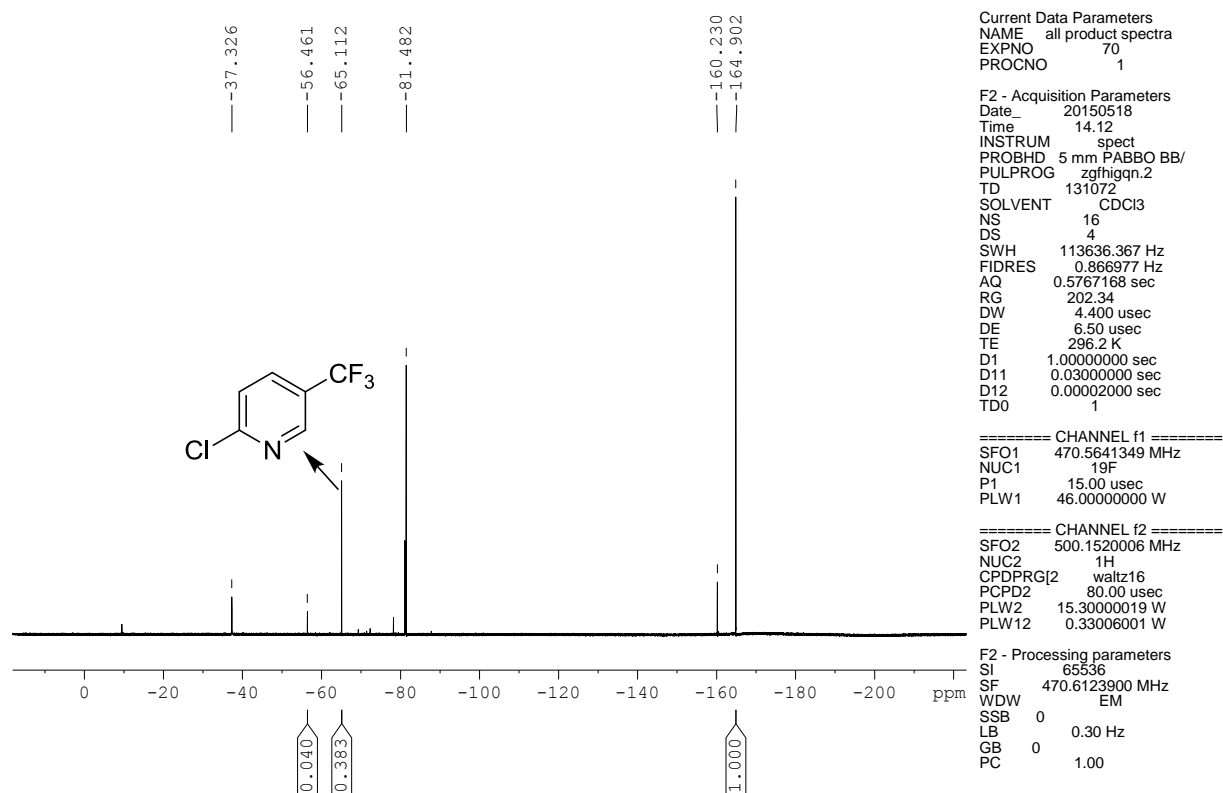 -37.326
-56.461
-65.112
-81.482
-160.230
-164.902
CF3
Cl
N
0 -20 -40 -60 -80 -100 -120 -140 -160 -180 -200 ppm
0.040
0.383
1.000
Current Data Parameters
NAME all product spectra
EXPNO 70
PROCNO 1
F2 - Acquisition Parameters
Date_ 20150518
Time 14.12
INSTRUM spect
PROBHD 5 mm PABBO BB/
PULPROG zgfhigqn.2
TD 131072
SOLVENT CDCl3
NS 16
DS 4
SWH 113636.367 Hz
FIDRES 0.866977 Hz
AQ 0.5767168 sec
RG 202.34
DW 4.400 usec
DE 6.50 usec
TE 296.2 K
D1 1.00000000 sec
D11 0.03000000 sec
D12 0.00002000 sec
TD0 1
======== CHANNEL f1 ========
SFO1 470.5641349 MHz
NUC1 19F
P1 15.00 usec
PLW1 46.00000000 W
======== CHANNEL f2 ========
SFO2 500.1520006 MHz
NUC2 1H
CPDPRG[2 waltz16
PCPD2 80.00 usec
PLW2 15.30000019 W
PLW12 0.33006001 W
F2 - Processing parameters
SI 65536
SF 470.6123900 MHz
WDW EM
SSB 0
LB 0.30 Hz
GB 0
PC 1.00